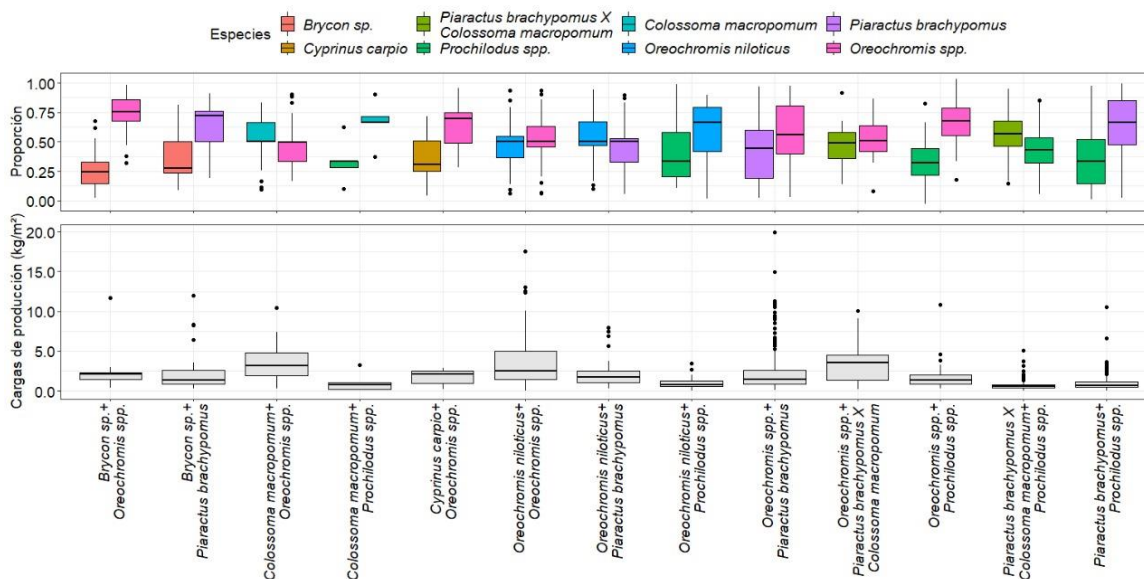 Especies
Brycon sp.
Piaractus brachypomus X
Colossoma macropomum
Colossoma macropomum
Piaractus brachypomus
Cyprinus carpio
Prochilodus spp.
Oreochromis niloticus
Oreochromis spp.
Proporción
1.00
0.75
0.50
0.25
0.00
Cargas de producción (kg/m²)
20.0
15.0
10.0
5.0
0.0
Brycon sp.+
Oreochromis spp.
Brycon sp.+
Piaractus brachypomus
Colossoma macropomum+
Oreochromis spp.
Colossoma macropomum+
Prochilodus spp.
Cyprinus carpio+
Oreochromis spp.
Oreochromis niloticus+
Oreochromis spp.
Oreochromis niloticus+
Piaractus brachypomus
Oreochromis niloticus+
Prochilodus spp.
Oreochromis spp.+
Piaractus brachypomus
Oreochromis spp.+
Piaractus brachypomus X
Colossoma macropomum
Oreochromis spp.+
Prochilodus spp.
Piaractus brachypomus X
Colossoma macropomum+
Prochilodus spp.
Piaractus brachypomus+
Prochilodus spp.